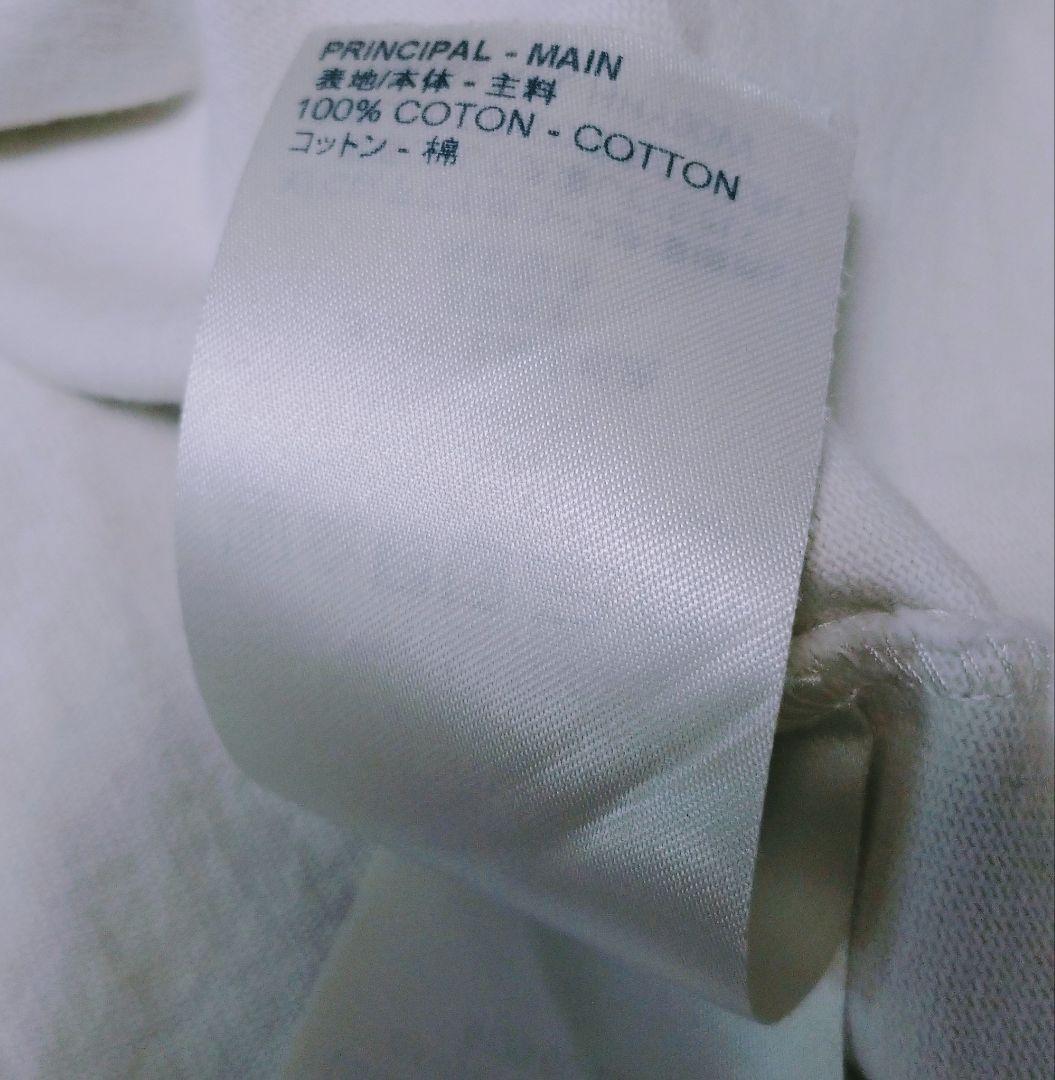 PRINCIPAL - MAIN
表地/本体 - 主料
100% COTON - COTTON
コットン - 棉